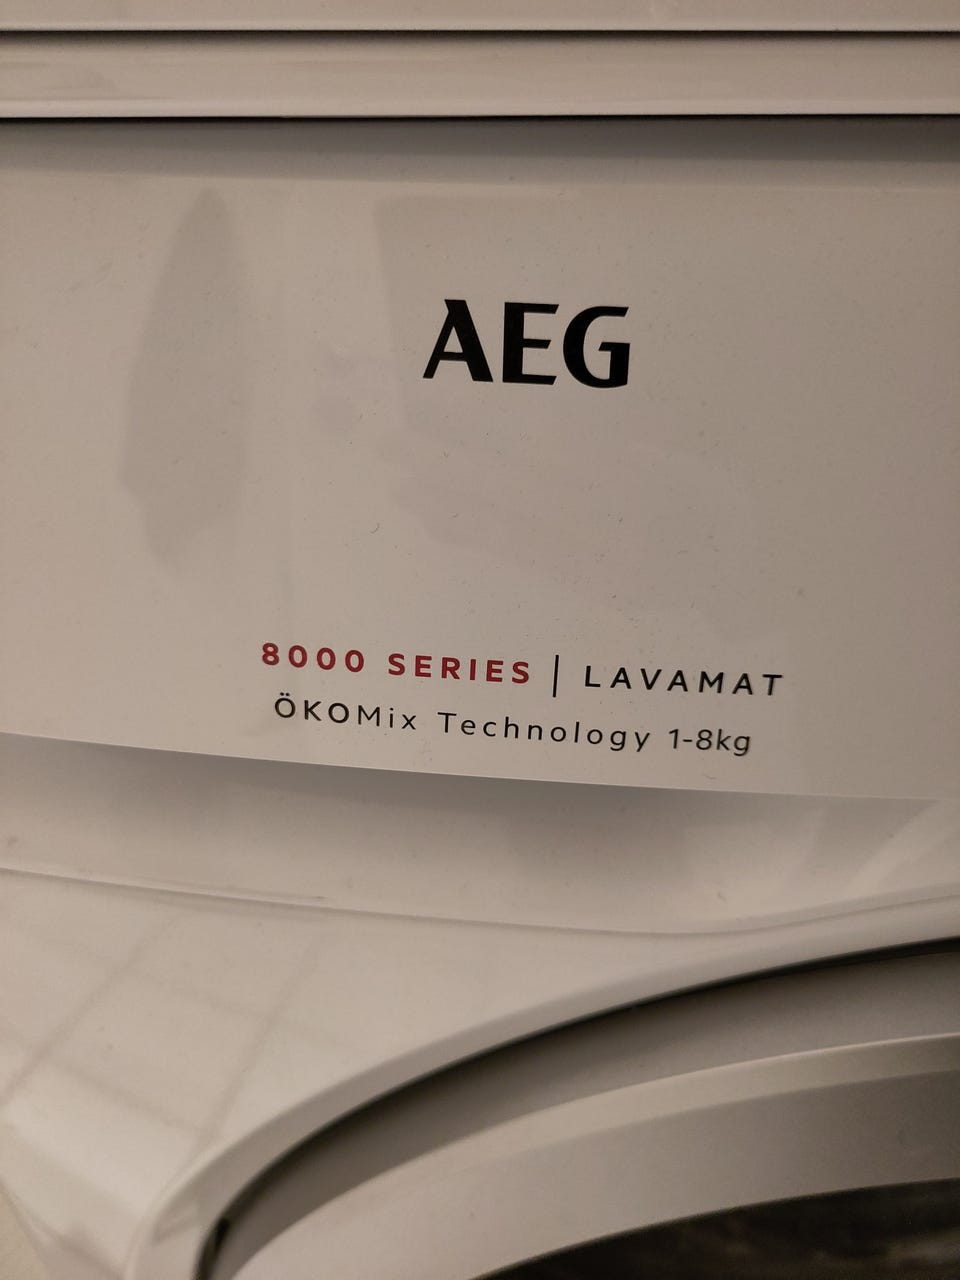 AEG
8000 SERIES | LAVAMAT
ÖKOMix Technology 1-8kg